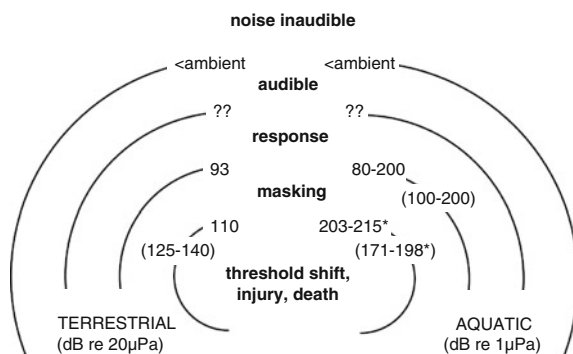 noise inaudible
<ambient <ambient
audible
?? ??
response
93 80-200
masking (100-200)
110 203-215*
(125-140) (171-198*)
threshold shift,
injury, death
TERRESTRIAL AQUATIC
(dB re 20µPa) (dB re 1µPa)